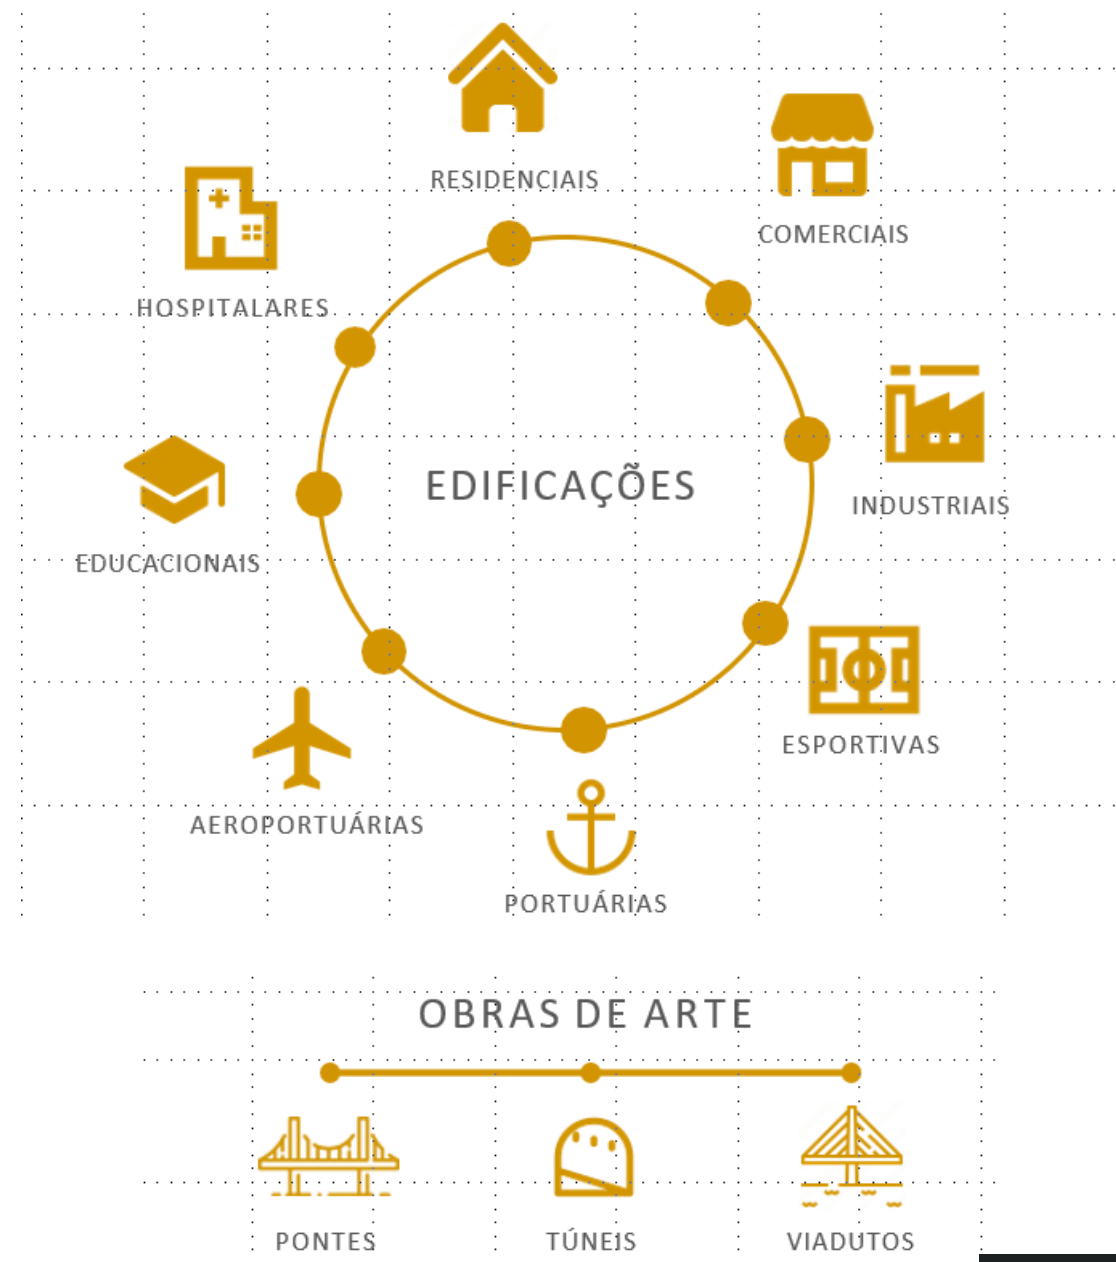 RESIDENCIAIS
COMERCIAIS
HOSPITALARES
INDUSTRIAIS
EDIFICAÇÕES
EDUCACIONAIS
ESPORTIVAS
AEROPORTUÁRIAS
PORTUÁRIAS
OBRAS DE ARTE
PONTES
TÚNEIS
VIADUTOS